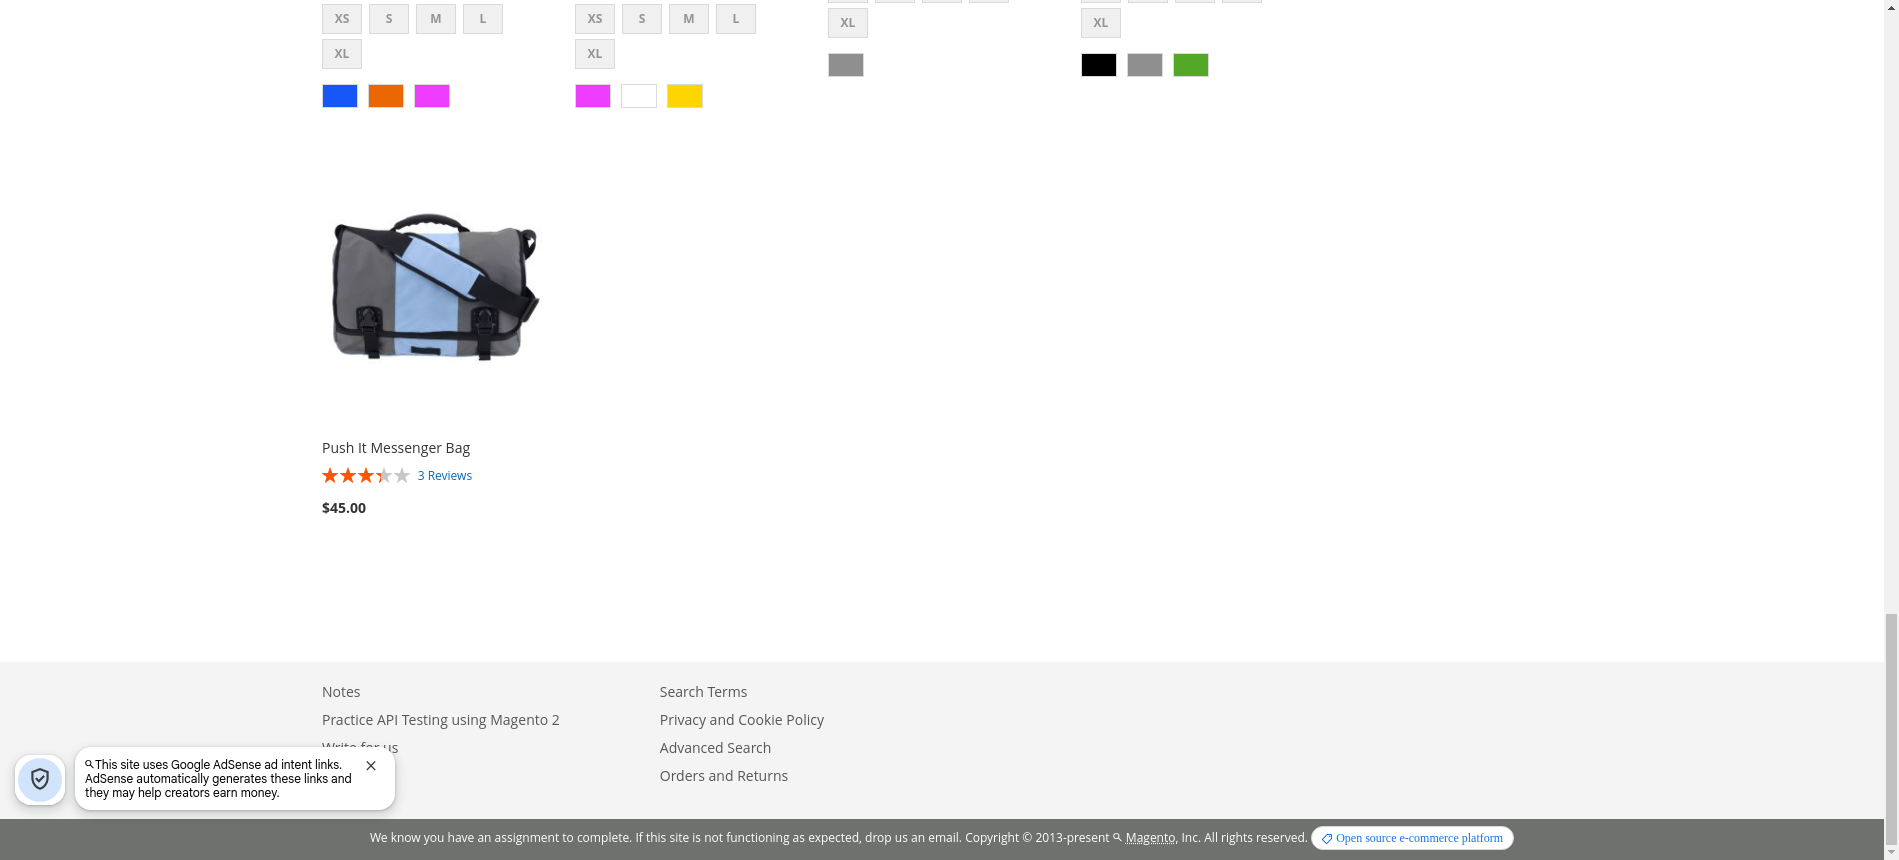 XS S M L
XL
XS S M L
XL
XL
XL
Push It Messenger Bag
3 Reviews
$45.00
Notes
Practice API Testing using Magento 2
Write for us
Search Terms
Privacy and Cookie Policy
Advanced Search
Orders and Returns
This site uses Google AdSense ad intent links.
AdSense automatically generates these links and
they may help creators earn money.
We know you have an assignment to complete. If this site is not functioning as expected, drop us an email. Copyright © 2013-present Magento, Inc. All rights reserved. Open source e-commerce platform